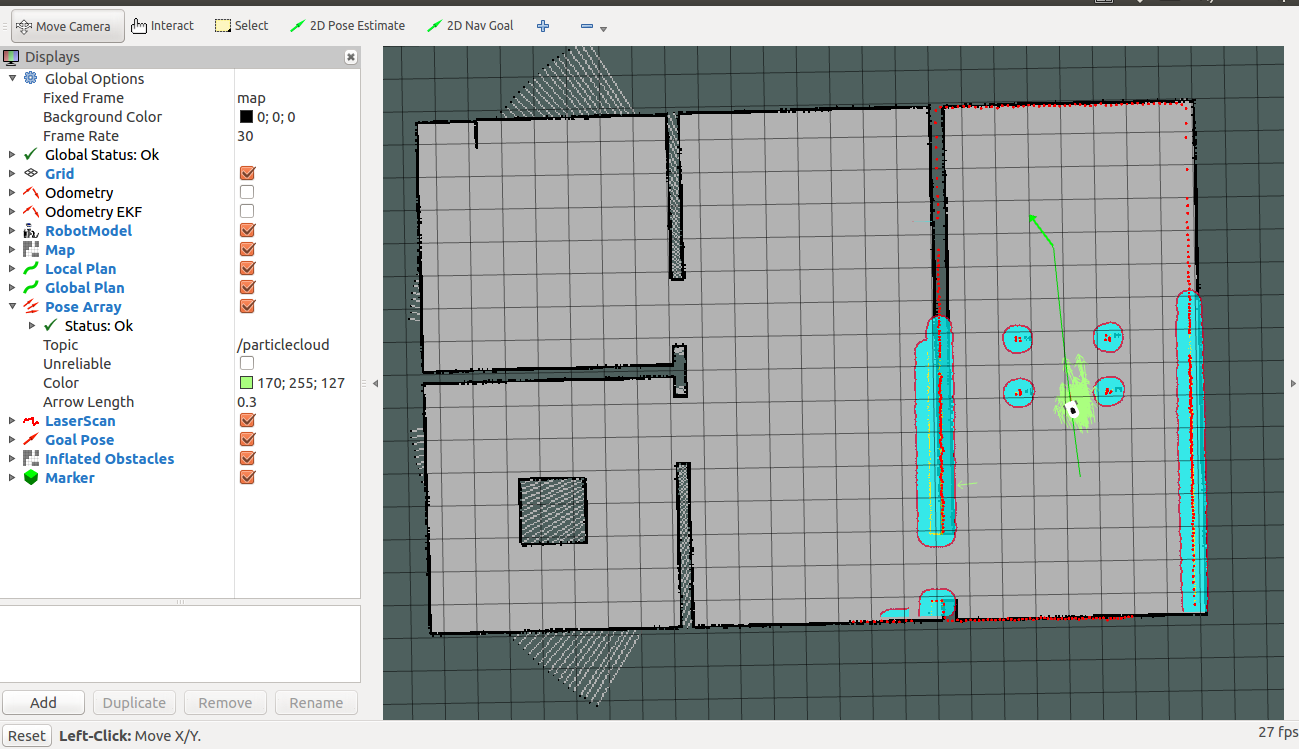 Move Camera Interact Select 2D Pose Estimate 2D Nav Goal
Displays
Global Options
Fixed Frame map
Background Color 0; 0; 0
Frame Rate 30
Global Status: Ok
Grid
Odometry
Odometry EKF
RobotModel
Map
Local Plan
Global Plan
Pose Array
Status: Ok
Topic /particlecloud
Unreliable
Color 170; 255; 127
Arrow Length 0.3
LaserScan
Goal Pose
Inflated Obstacles
Marker
Add Duplicate Remove Rename
Reset Left-Click: Move X/Y. 27 fps